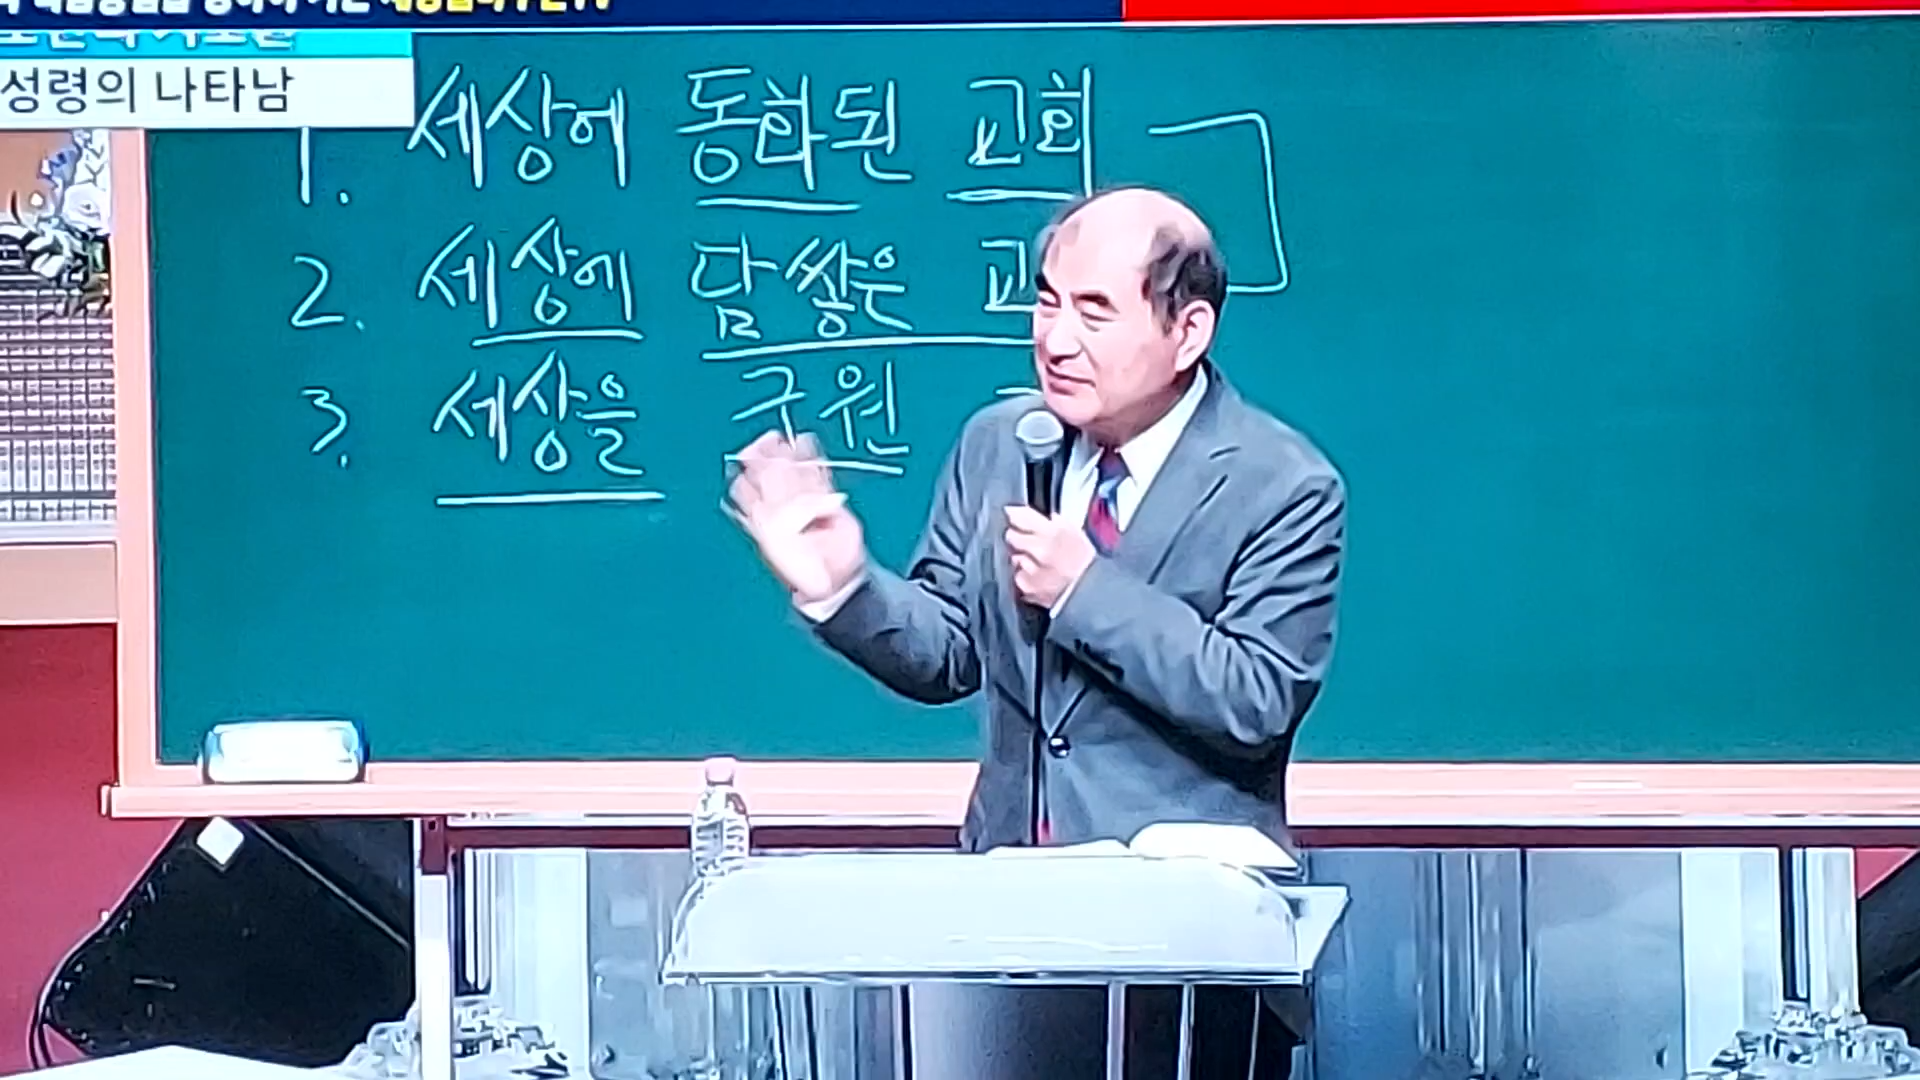 성령의 나타남
1. 세상에 동화된 교회
2. 세상에 담쌓은
3. 세상을 구원